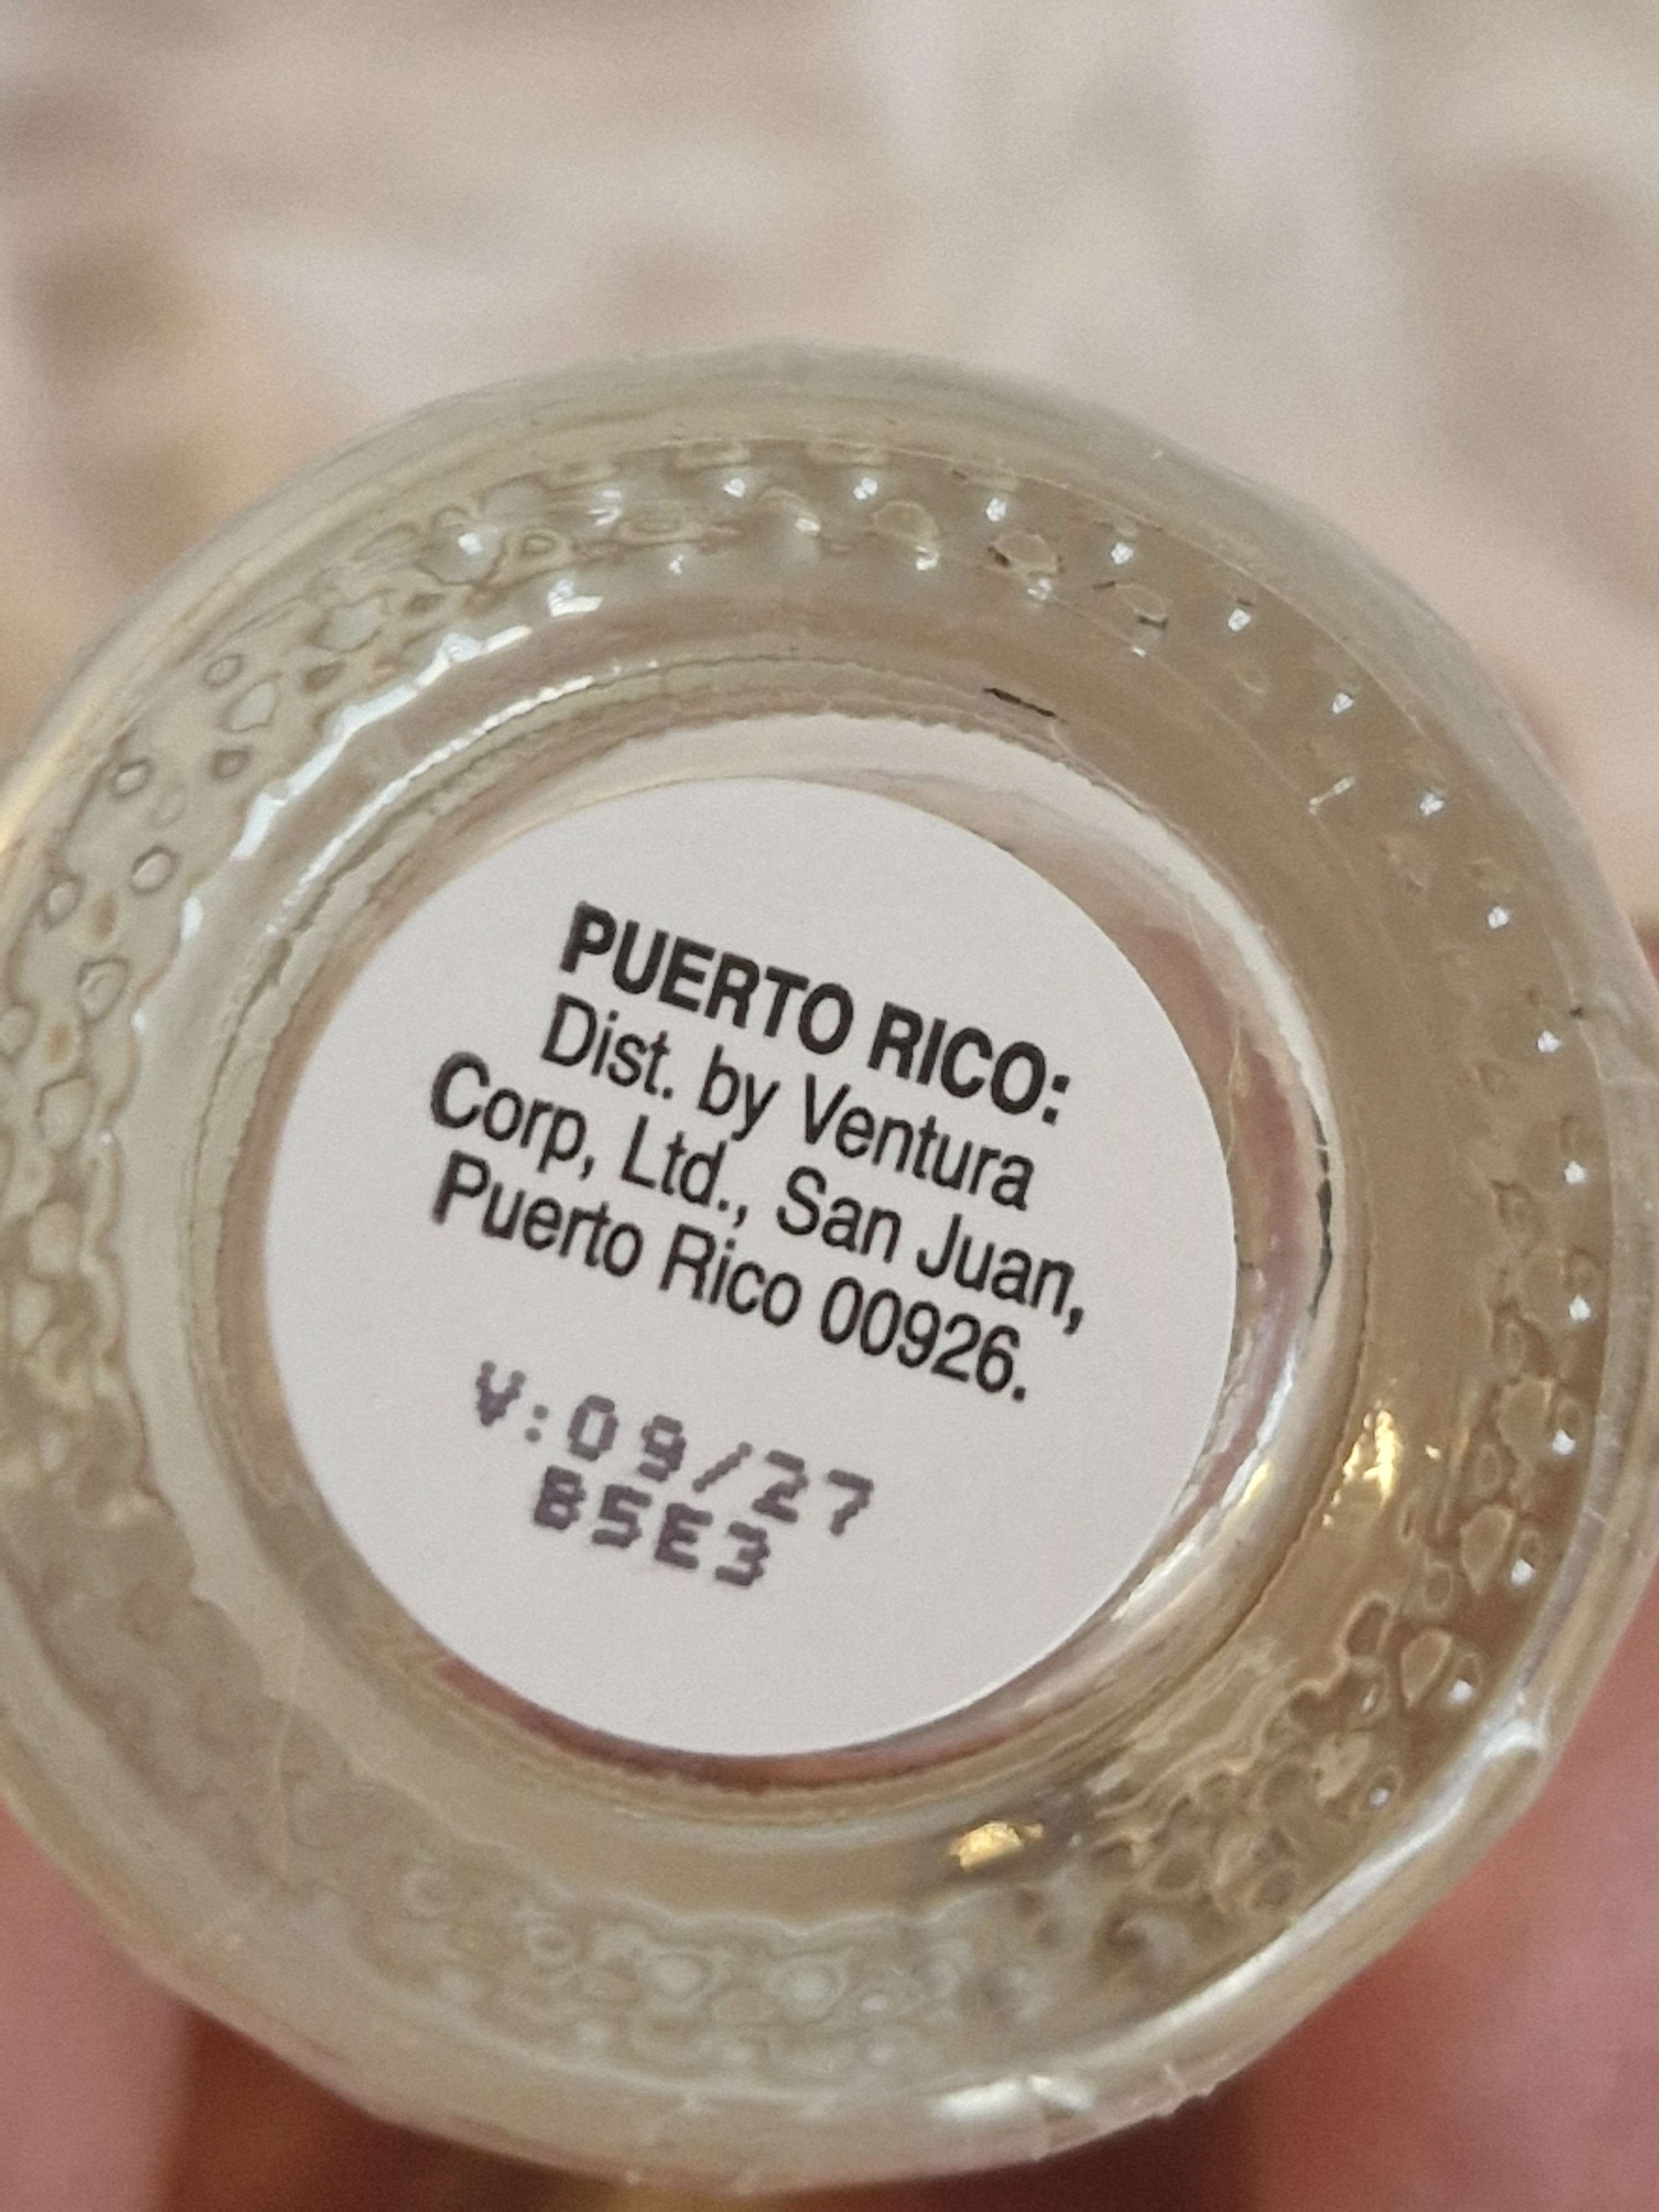 PUERTO RICO:
Dist. by Ventura
Corp, Ltd., San Juan,
Puerto Rico 00926.
V:09/27
B5E3